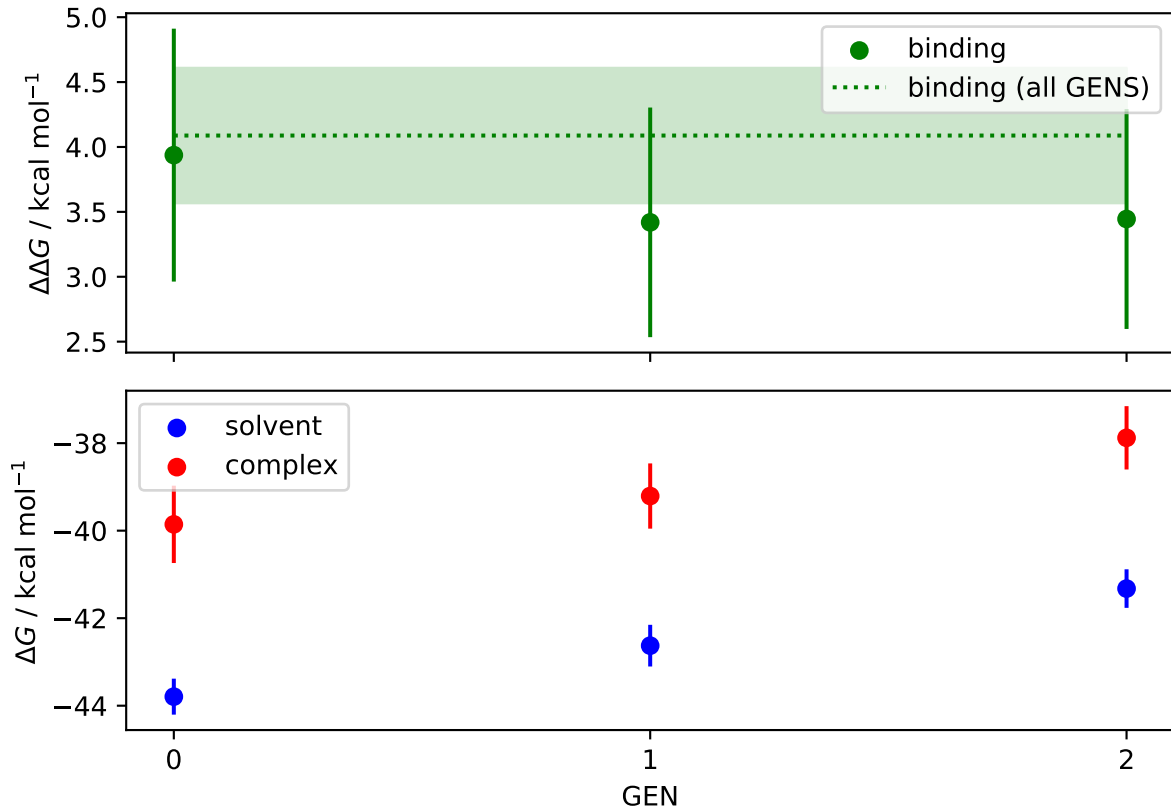 5.0
4.5
4.0
3.5
3.0
2.5
ΔΔG / kcal mol⁻¹
binding
binding (all GENS)
−38
−40
−42
−44
ΔG / kcal mol⁻¹
solvent
complex
0
1
2
GEN